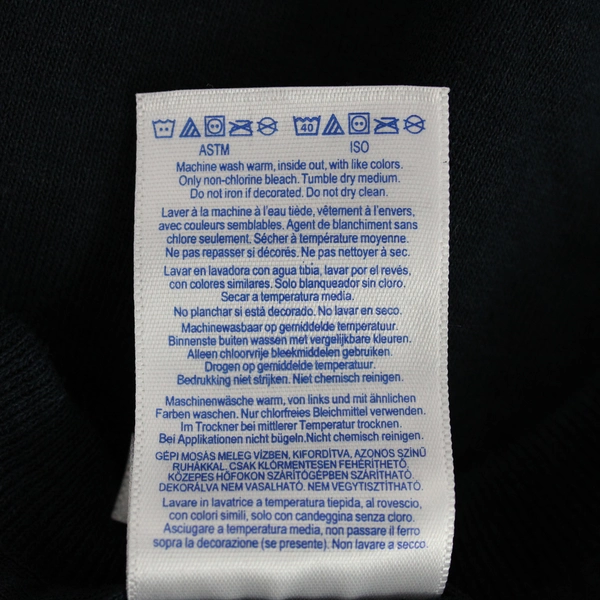 40
ASTM ISO
Machine wash warm, inside out, with like colors.
Only non-chlorine bleach. Tumble dry medium.
Do not iron if decorated. Do not dry clean.
Laver à la machine à l'eau tiède, vêtement à l'envers,
avec couleurs semblables. Agent de blanchiment sans
chlore seulement. Sécher à température moyenne.
Ne pas repasser si décorés. Ne pas nettoyer à sec.
Lavar en lavadora con agua tibia, lavar por el revés,
con colores similares. Solo blanqueador sin cloro.
Secar a temperatura media.
No planchar si está decorado. No lavar en seco.
Machinewasbaar op gemiddelde temperatuur.
Binnenste buiten wassen met vergelijkbare kleuren.
Alleen chloorvrije bleekmiddelen gebruiken.
Drogen op gemiddelde temperatuur.
Bedrukking niet strijken. Niet chemisch reinigen.
Maschinenwäsche warm, von links und mit ähnlichen
Farben waschen. Nur chlorfreies Bleichmittel verwenden.
Im Trockner bei mittlerer Temperatur trocknen.
Bei Applikationen nicht bügeln.Nicht chemisch reinigen.
GÉPI MOSÁS MELEG VÍZBEN, KIFORDÍTVA, AZONOS SZÍNŰ
RUHÁKKAL. CSAK KLÓRMENTESEN FEHÉRÍTHETŐ.
KÖZEPES HŐFOKON SZÁRÍTÓGÉPBEN SZÁRÍTHATÓ.
DEKORÁLVA NEM VASALHATÓ. NEM VEGYTISZTÍTHATÓ.
Lavare in lavatrice a temperatura tiepida, al rovescio,
con colori simili, solo con candeggina senza cloro.
Asciugare a temperatura media, non passare il ferro
sopra la decorazione (se presente). Non lavare a secco.